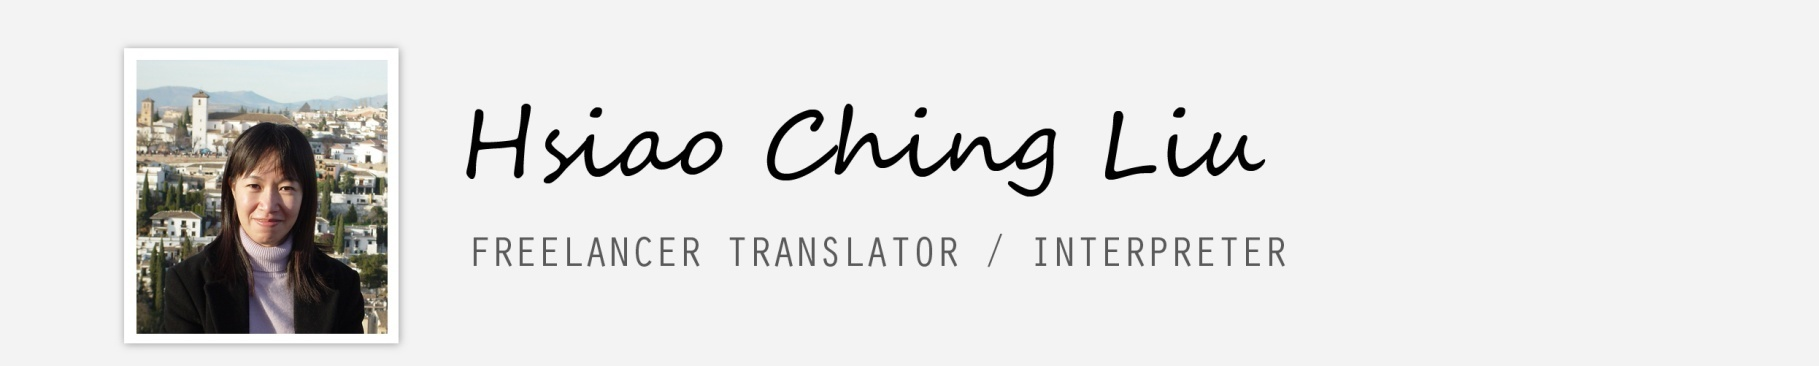 Hsiao Ching Liu
FREELANCER TRANSLATOR / INTERPRETER